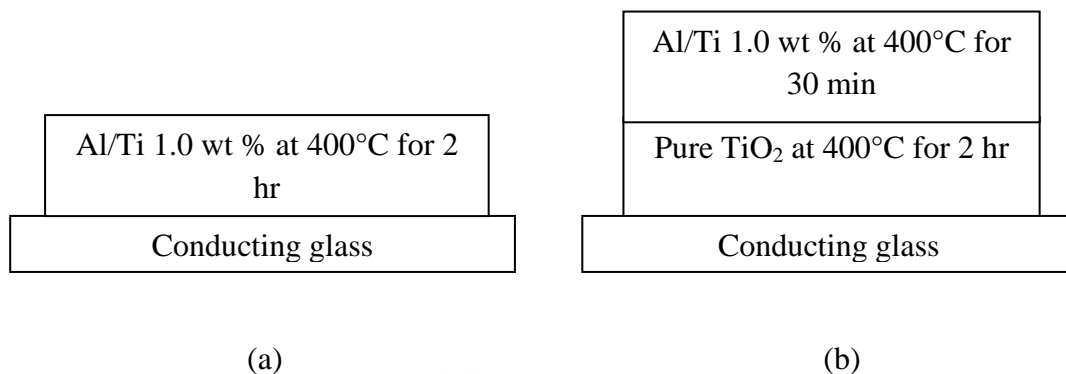 Al/Ti 1.0 wt % at 400°C for 2
hr
Conducting glass
(a)
Al/Ti 1.0 wt % at 400°C for
30 min
Pure TiO₂ at 400°C for 2 hr
Conducting glass
(b)